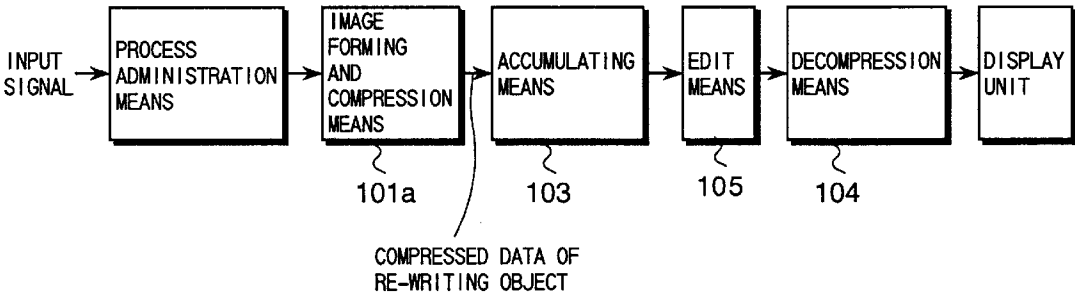 INPUT
SIGNAL
PROCESS
ADMINISTRATION
MEANS
IMAGE
FORMING
AND
COMPRESSION
MEANS
ACCUMULATING
MEANS
EDIT
MEANS
DECOMPRESSION
MEANS
DISPLAY
UNIT
101a
103
105
104
COMPRESSED DATA OF
RE-WRITING OBJECT